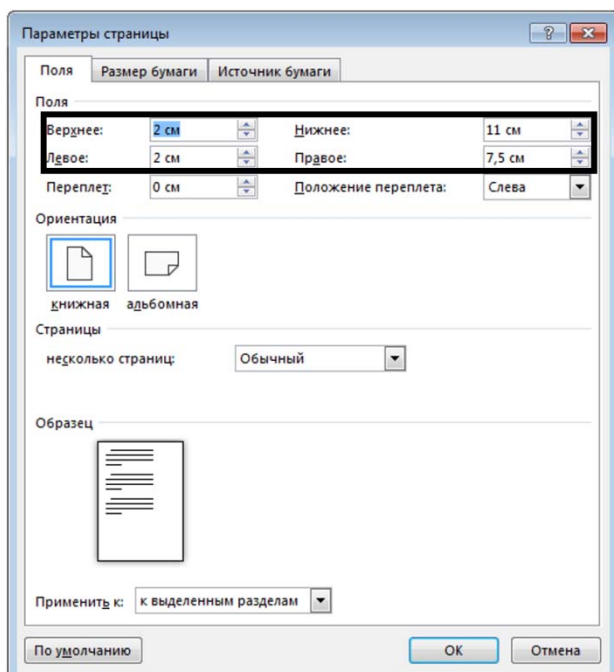 Параметры страницы
Поля Размер бумаги Источник бумаги
Поля
Верхнее: 2 см Нижнее: 11 см
Левое: 2 см Правое: 7,5 см
Переплет: 0 см Положение переплета: Слева
Ориентация
книжная альбомная
Страницы
несколько страниц: Обычный
Образец
Применить к: к выделенным разделам
По умолчанию ОК Отмена